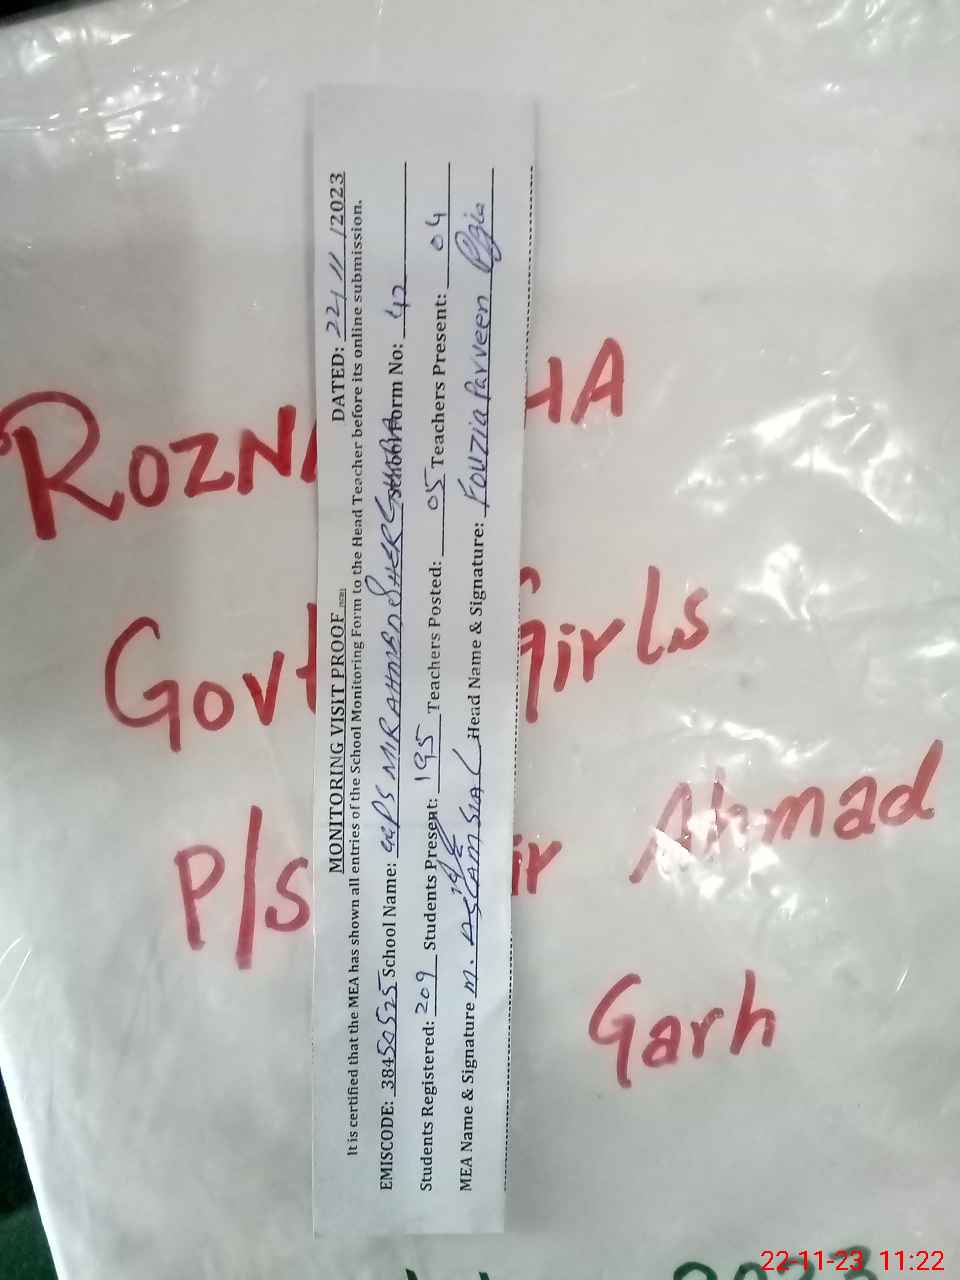 MONITORING VISIT PROOF DATED: 22/11/2023
It is certified that the MEA has shown all entries of the School Monitoring Form to the Head Teacher before its online submission.
EMISCODE: 38450525 School Name: GGPS MIR AHMAD SHER GARH Form No: 42
Students Registered: 209 Students Present: 195 Teachers Posted: 05 Teachers Present: 04
MEA Name & Signature M. ASLAM SIAL Head Name & Signature: Fouzia Parveen
ROZN HA
Govt Girls
P/S ir Ahmad
Garh
22-11-23 11:22